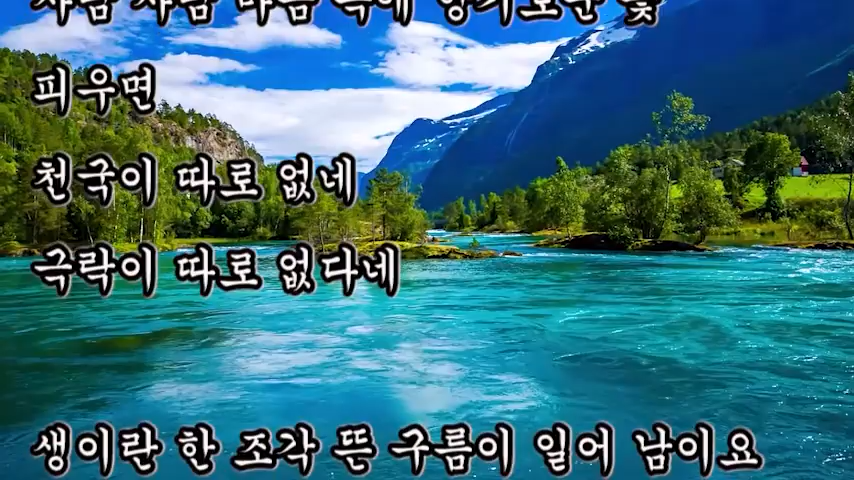 피우면
천국이 따로 없네
극락이 따로 없다네
생이란 한 조각 뜬 구름이 일어 남이요